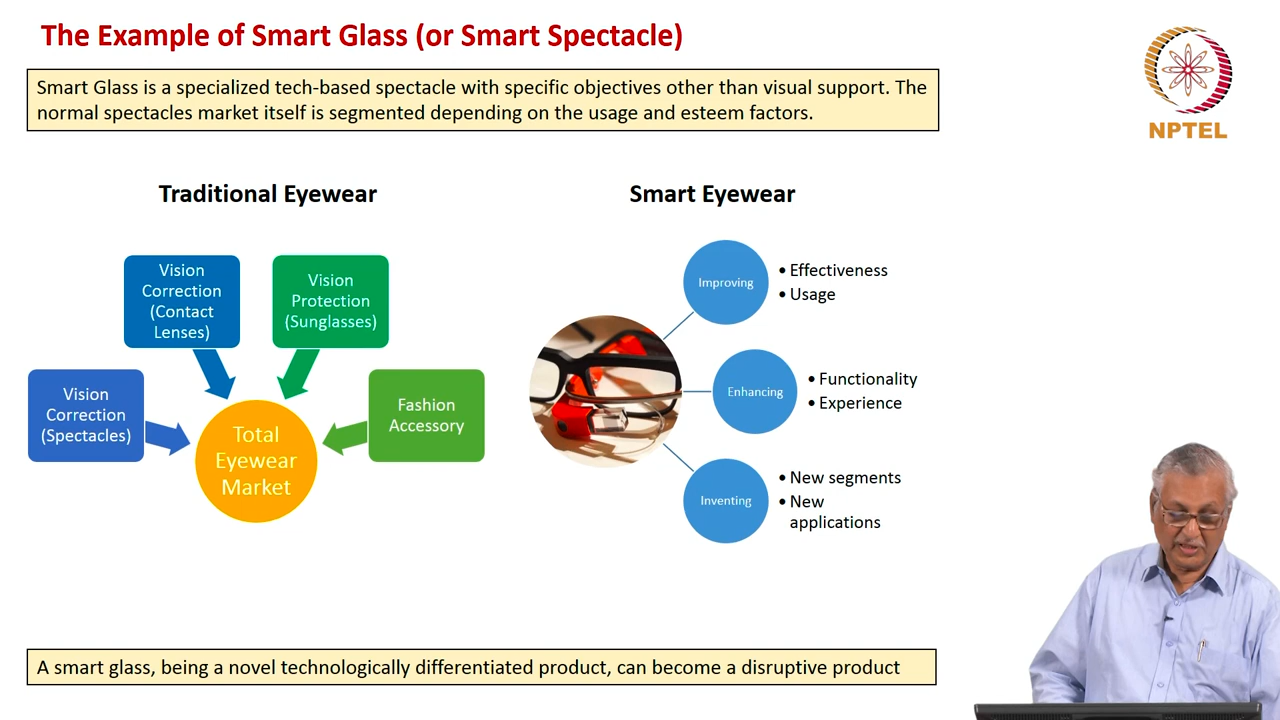 The Example of Smart Glass (or Smart Spectacle)
NPTEL
Smart Glass is a specialized tech-based spectacle with specific objectives other than visual support. The
normal spectacles market itself is segmented depending on the usage and esteem factors.
Traditional Eyewear
Vision
Correction
(Contact
Lenses)
Vision
Protection
(Sunglasses)
Vision
Correction
(Spectacles)
Fashion
Accessory
Total
Eyewear
Market
Smart Eyewear
Improving
• Effectiveness
• Usage
Enhancing
• Functionality
• Experience
Inventing
• New segments
• New
applications
A smart glass, being a novel technologically differentiated product, can become a disruptive product